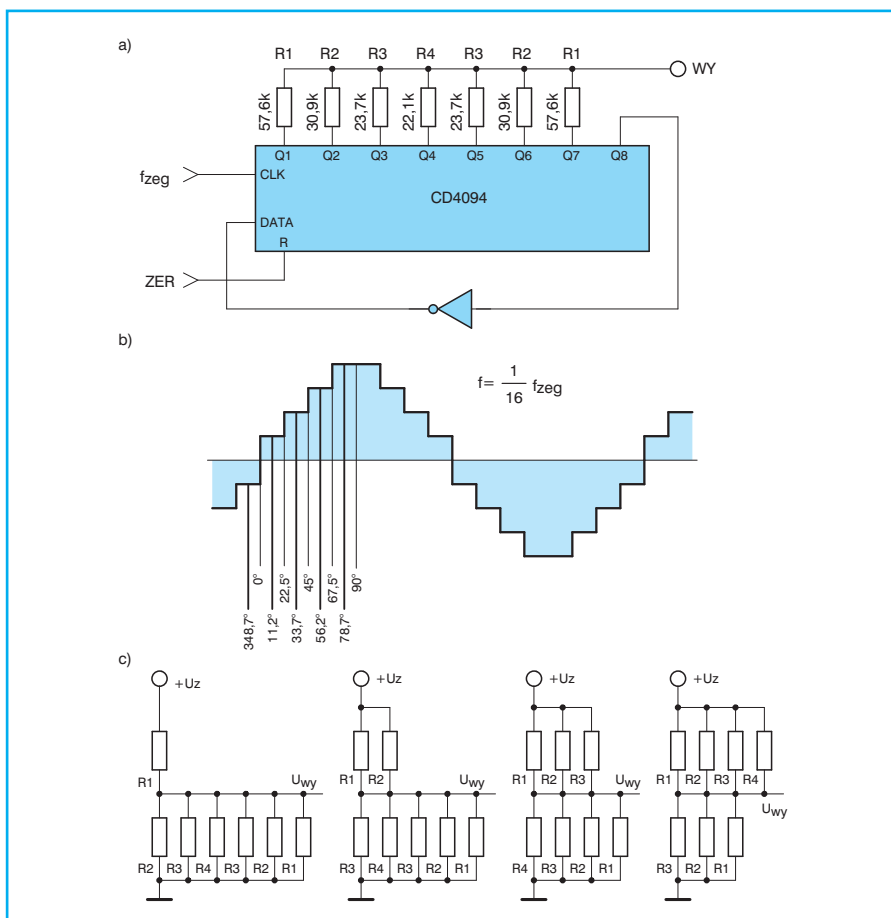 a)
R1 R2 R3 R4 R3 R2 R1
WY
57,6k 30,9k 23,7k 22,1k 23,7k 30,9k 57,6k
Q1 Q2 Q3 Q4 Q5 Q6 Q7 Q8
fzeg
CLK
CD4094
DATA
R
ZER
b)
f= 1/16 fzeg
348,7° 0° 11,2° 22,5° 33,7° 45° 56,2° 67,5° 78,7° 90°
c)
+Uz +Uz +Uz +Uz
R1 R1 R2 R1 R2 R3 R1 R2 R3 R4
Uwy Uwy Uwy Uwy
R2 R3 R4 R3 R2 R1 R3 R4 R3 R2 R1 R4 R3 R2 R1 R3 R2 R1